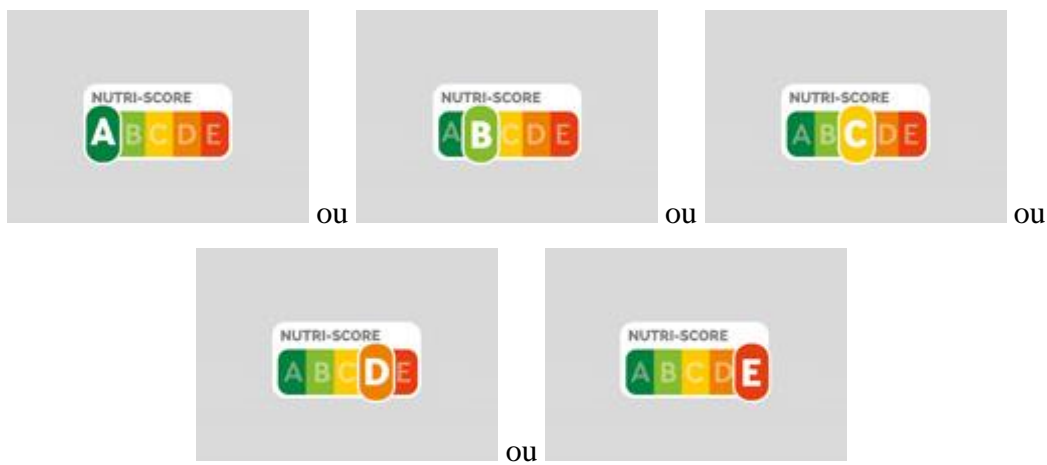 NUTRI-SCORE NUTRI-SCORE NUTRI-SCORE
A B C D E ou A B C D E ou A B C D E ou
NUTRI-SCORE NUTRI-SCORE
A B C D E ou A B C D E